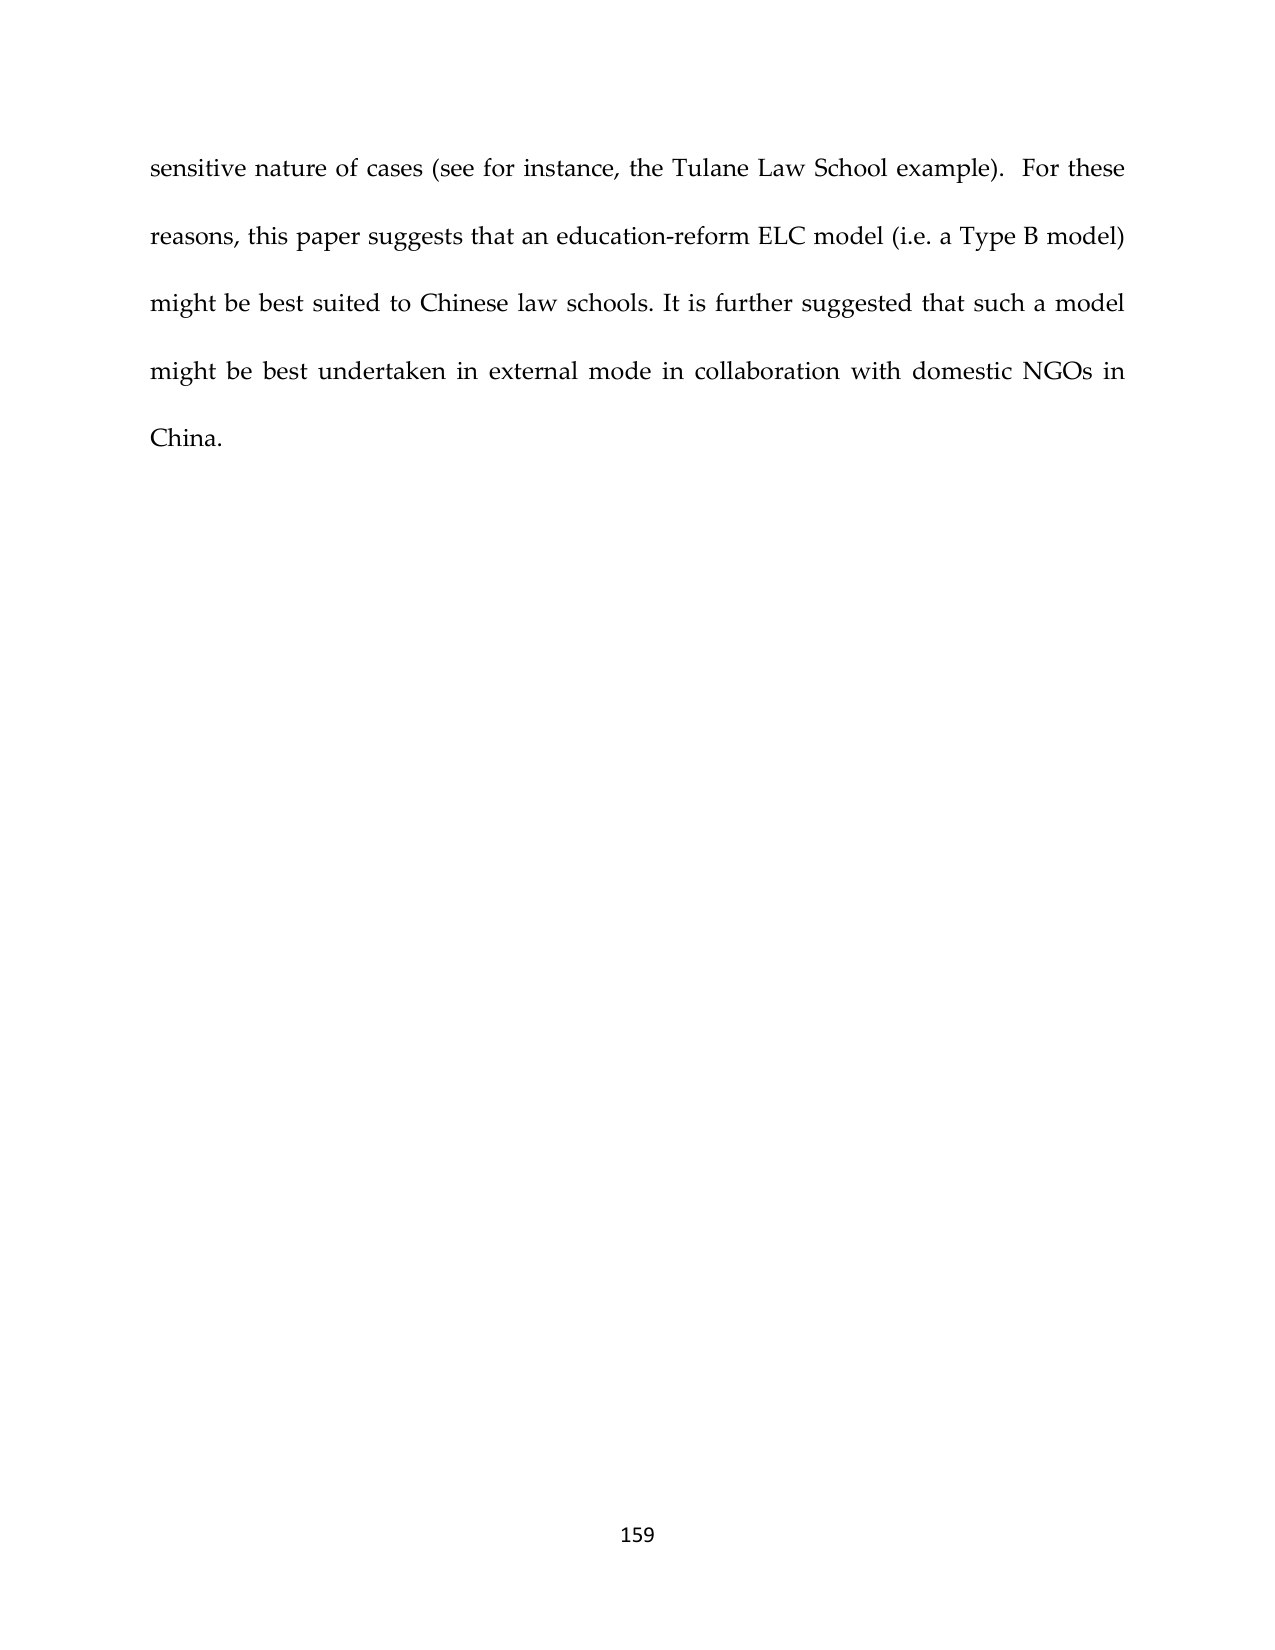 sensitive nature of cases (see for instance, the Tulane Law School example).  For these
reasons, this paper suggests that an education-reform ELC model (i.e. a Type B model)
might be best suited to Chinese law schools. It is further suggested that such a model
might be best undertaken in external mode in collaboration with domestic NGOs in
China.
159